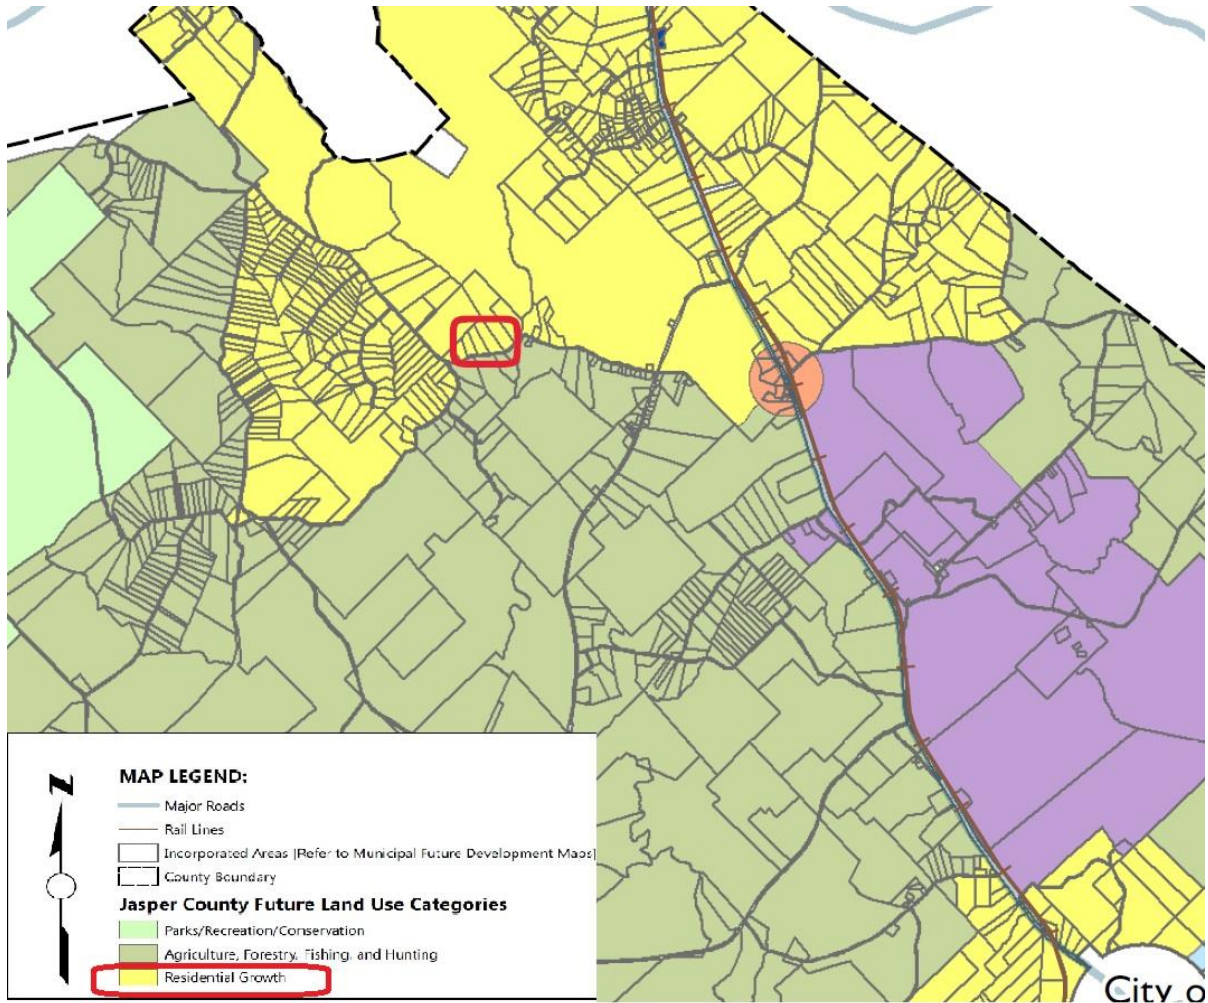 MAP LEGEND:
Major Roads
Rail Lines
Incorporated Areas [Refer to Municipal Future Development Maps]
County Boundary
Jasper County Future Land Use Categories
Parks/Recreation/Conservation
Agriculture, Forestry, Fishing, and Hunting
Residential Growth
City o
N